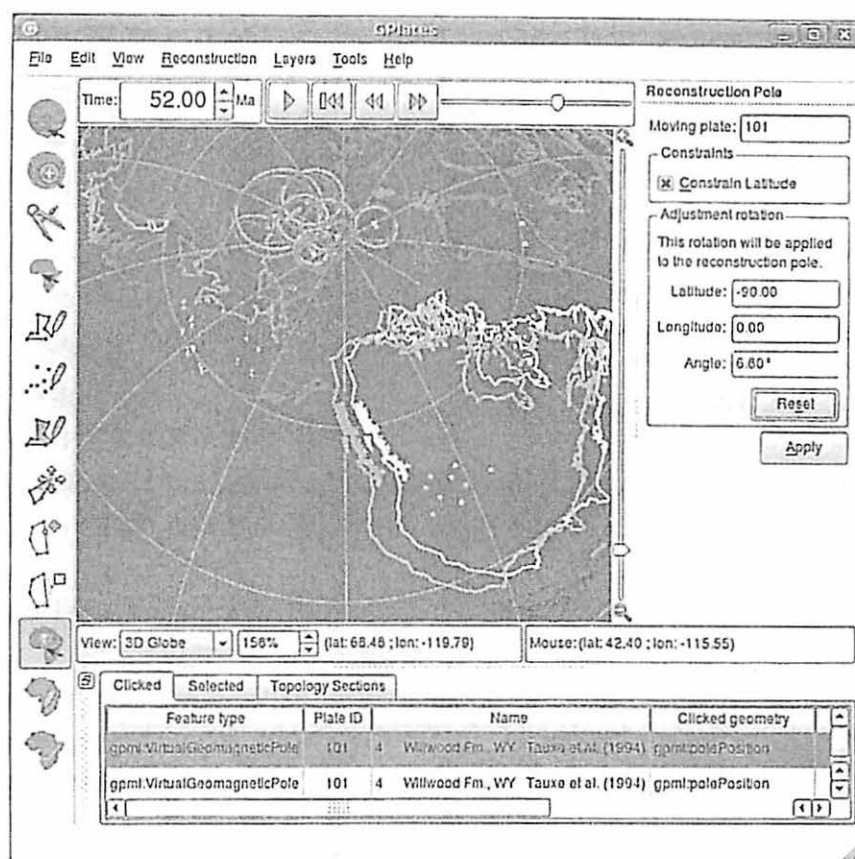 GPlates
File Edit View Reconstruction Layers Tools Help
Time: 52.00 Ma
Reconstruction Pole
Moving plate: 101
Constraints
Constrain Latitude
Adjustment rotation
This rotation will be applied
to the reconstruction pole.
Latitude: -90.00
Longitude: 0.00
Angle: 6.60°
Reset
Apply
View: 3D Globe 156% (lat: 68.48 ; lon: -119.79) Mouse: (lat: 42.40 ; lon: -115.55)
Clicked Selected Topology Sections
Feature type Plate ID Name Clicked geometry
gpml:VirtualGeomagneticPole 101 4 Willwood Fm., WY Tauxe et al. (1994) gpml:polePosition
gpml:VirtualGeomagneticPole 101 4 Willwood Fm., WY Tauxe et al. (1994) gpml:polePosition